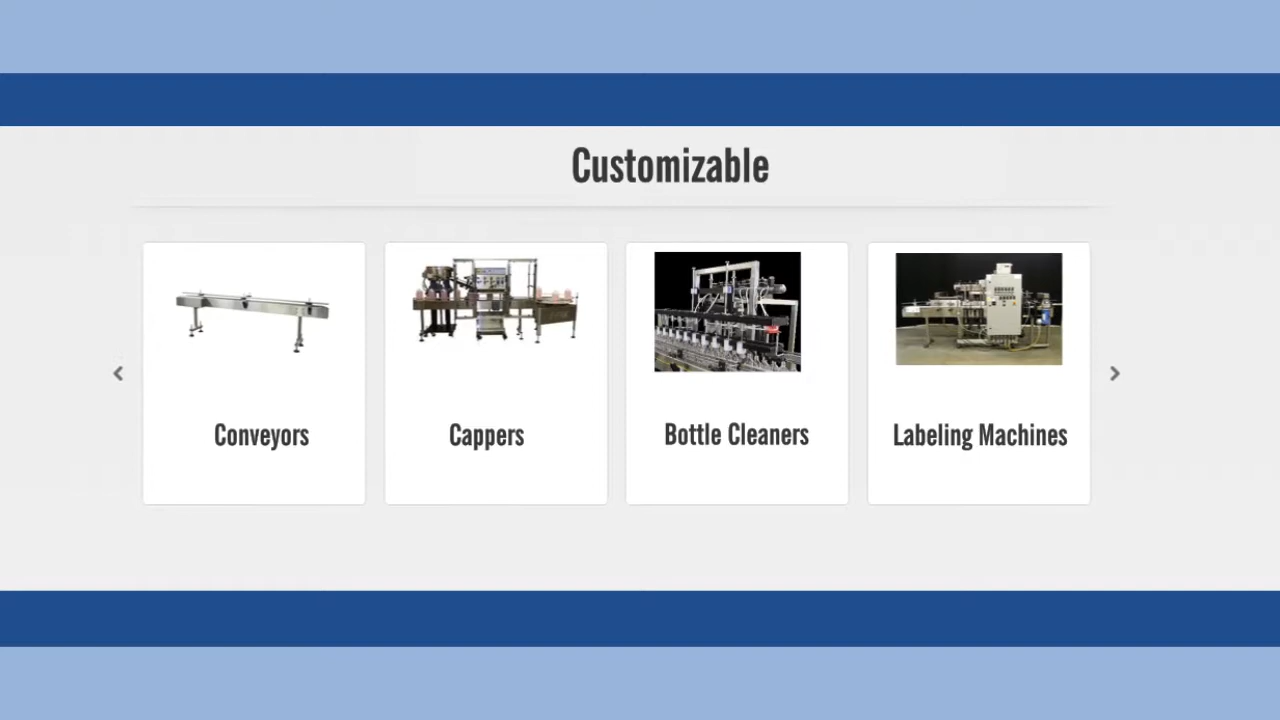 Customizable
Conveyors
Cappers
Bottle Cleaners
Labeling Machines